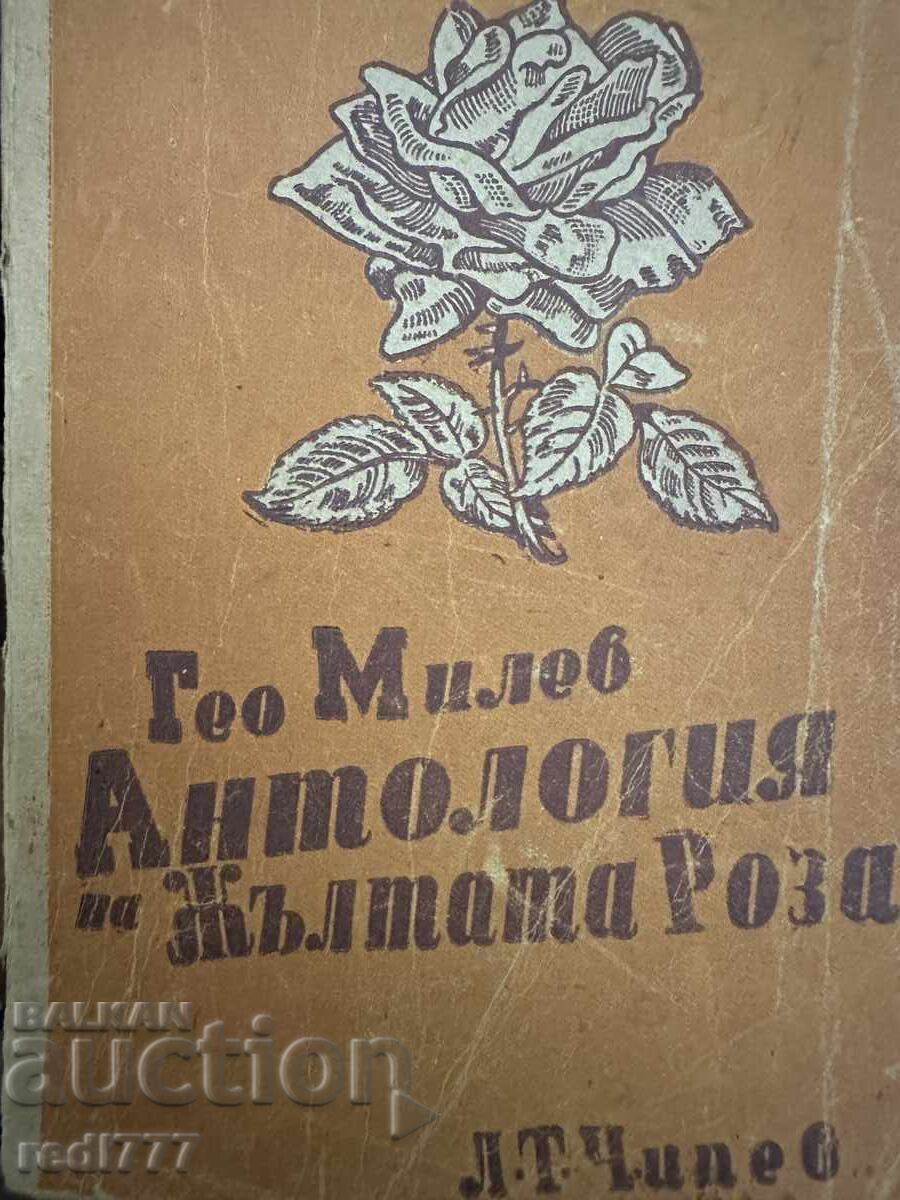 Гео Милев
Антология
на Жълтата Роза
BALKAN
auction
redl777
Л.Т.Чипев